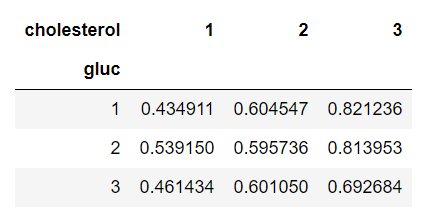 cholesterol 1 2 3
gluc
1 0.434911 0.604547 0.821236
2 0.539150 0.595736 0.813953
3 0.461434 0.601050 0.692684